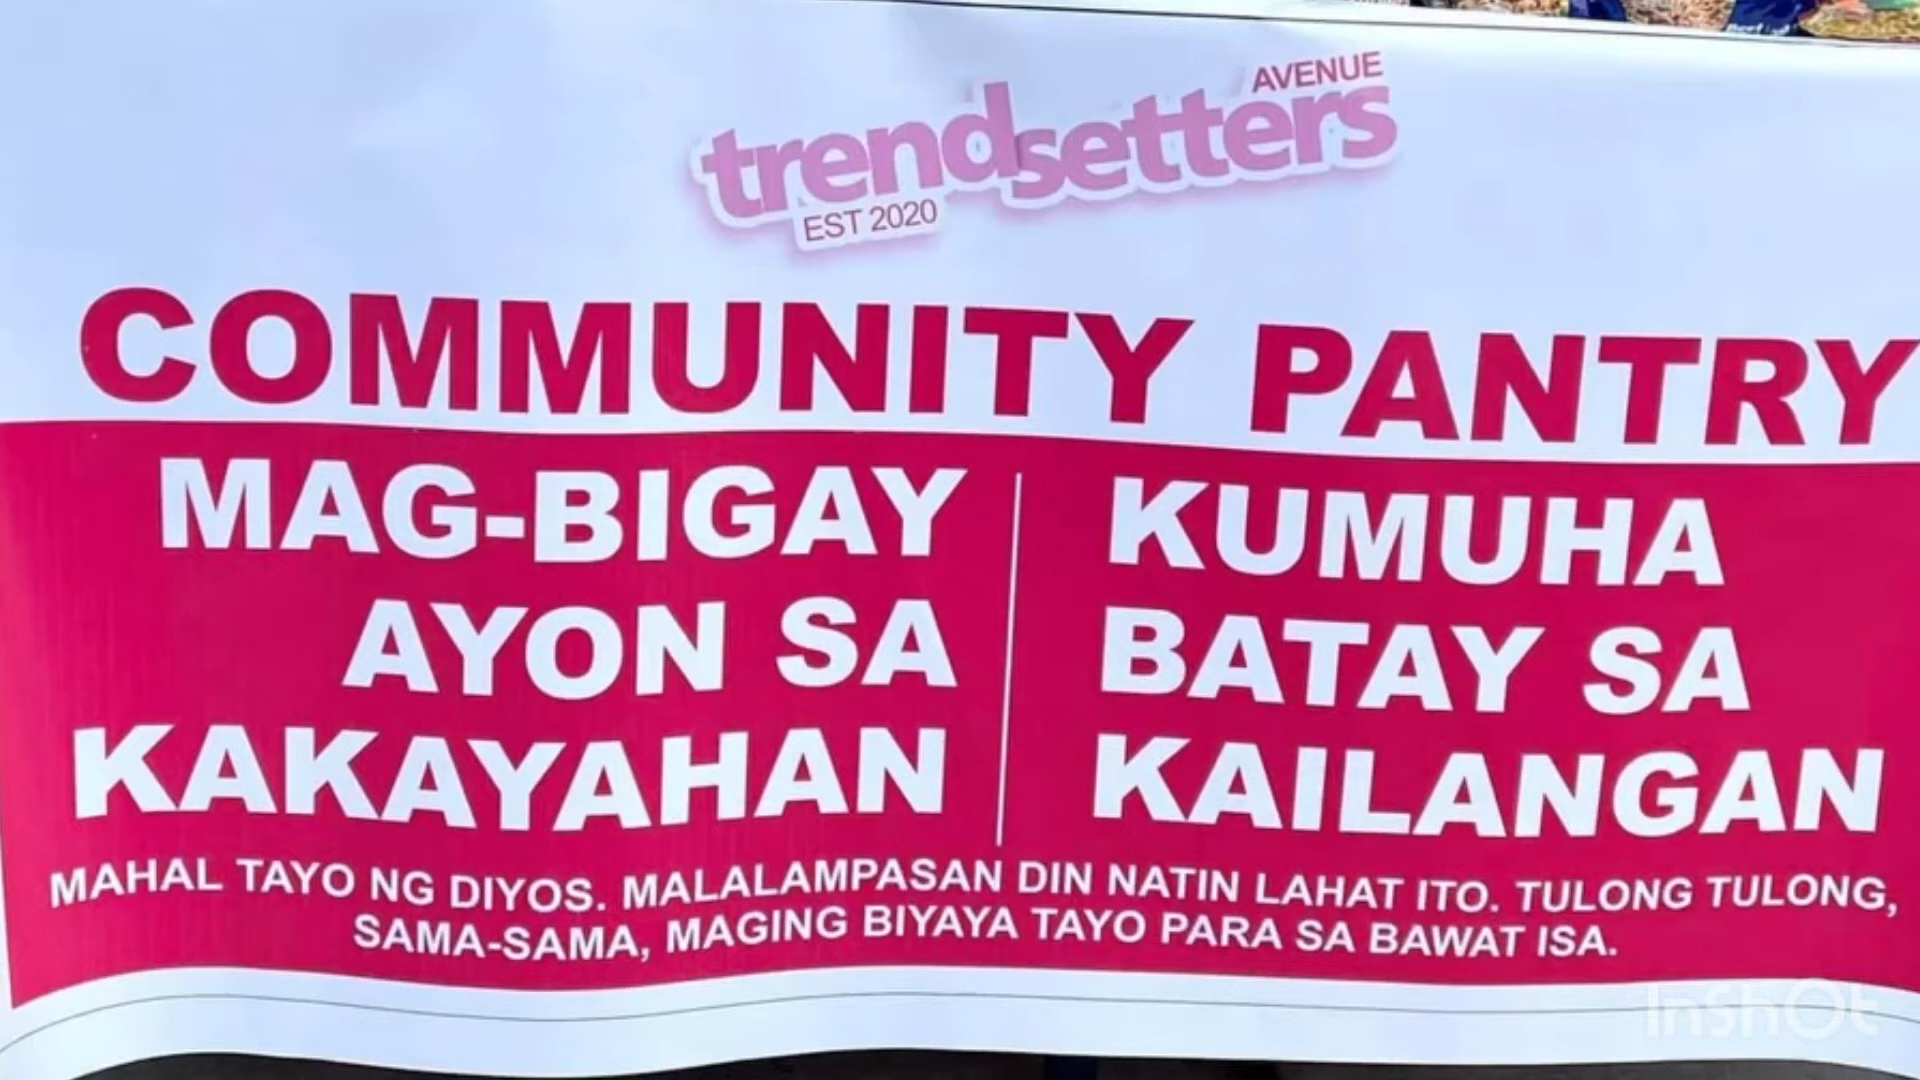 AVENUE
trendsetters
EST 2020
COMMUNITY PANTRY
MAG-BIGAY
AYON SA
KAKAYAHAN
KUMUHA
BATAY SA
KAILANGAN
MAHAL TAYO NG DIYOS. MALALAMPASAN DIN NATIN LAHAT ITO. TULONG TULONG,
SAMA-SAMA, MAGING BIYAYA TAYO PARA SA BAWAT ISA.
InShOt